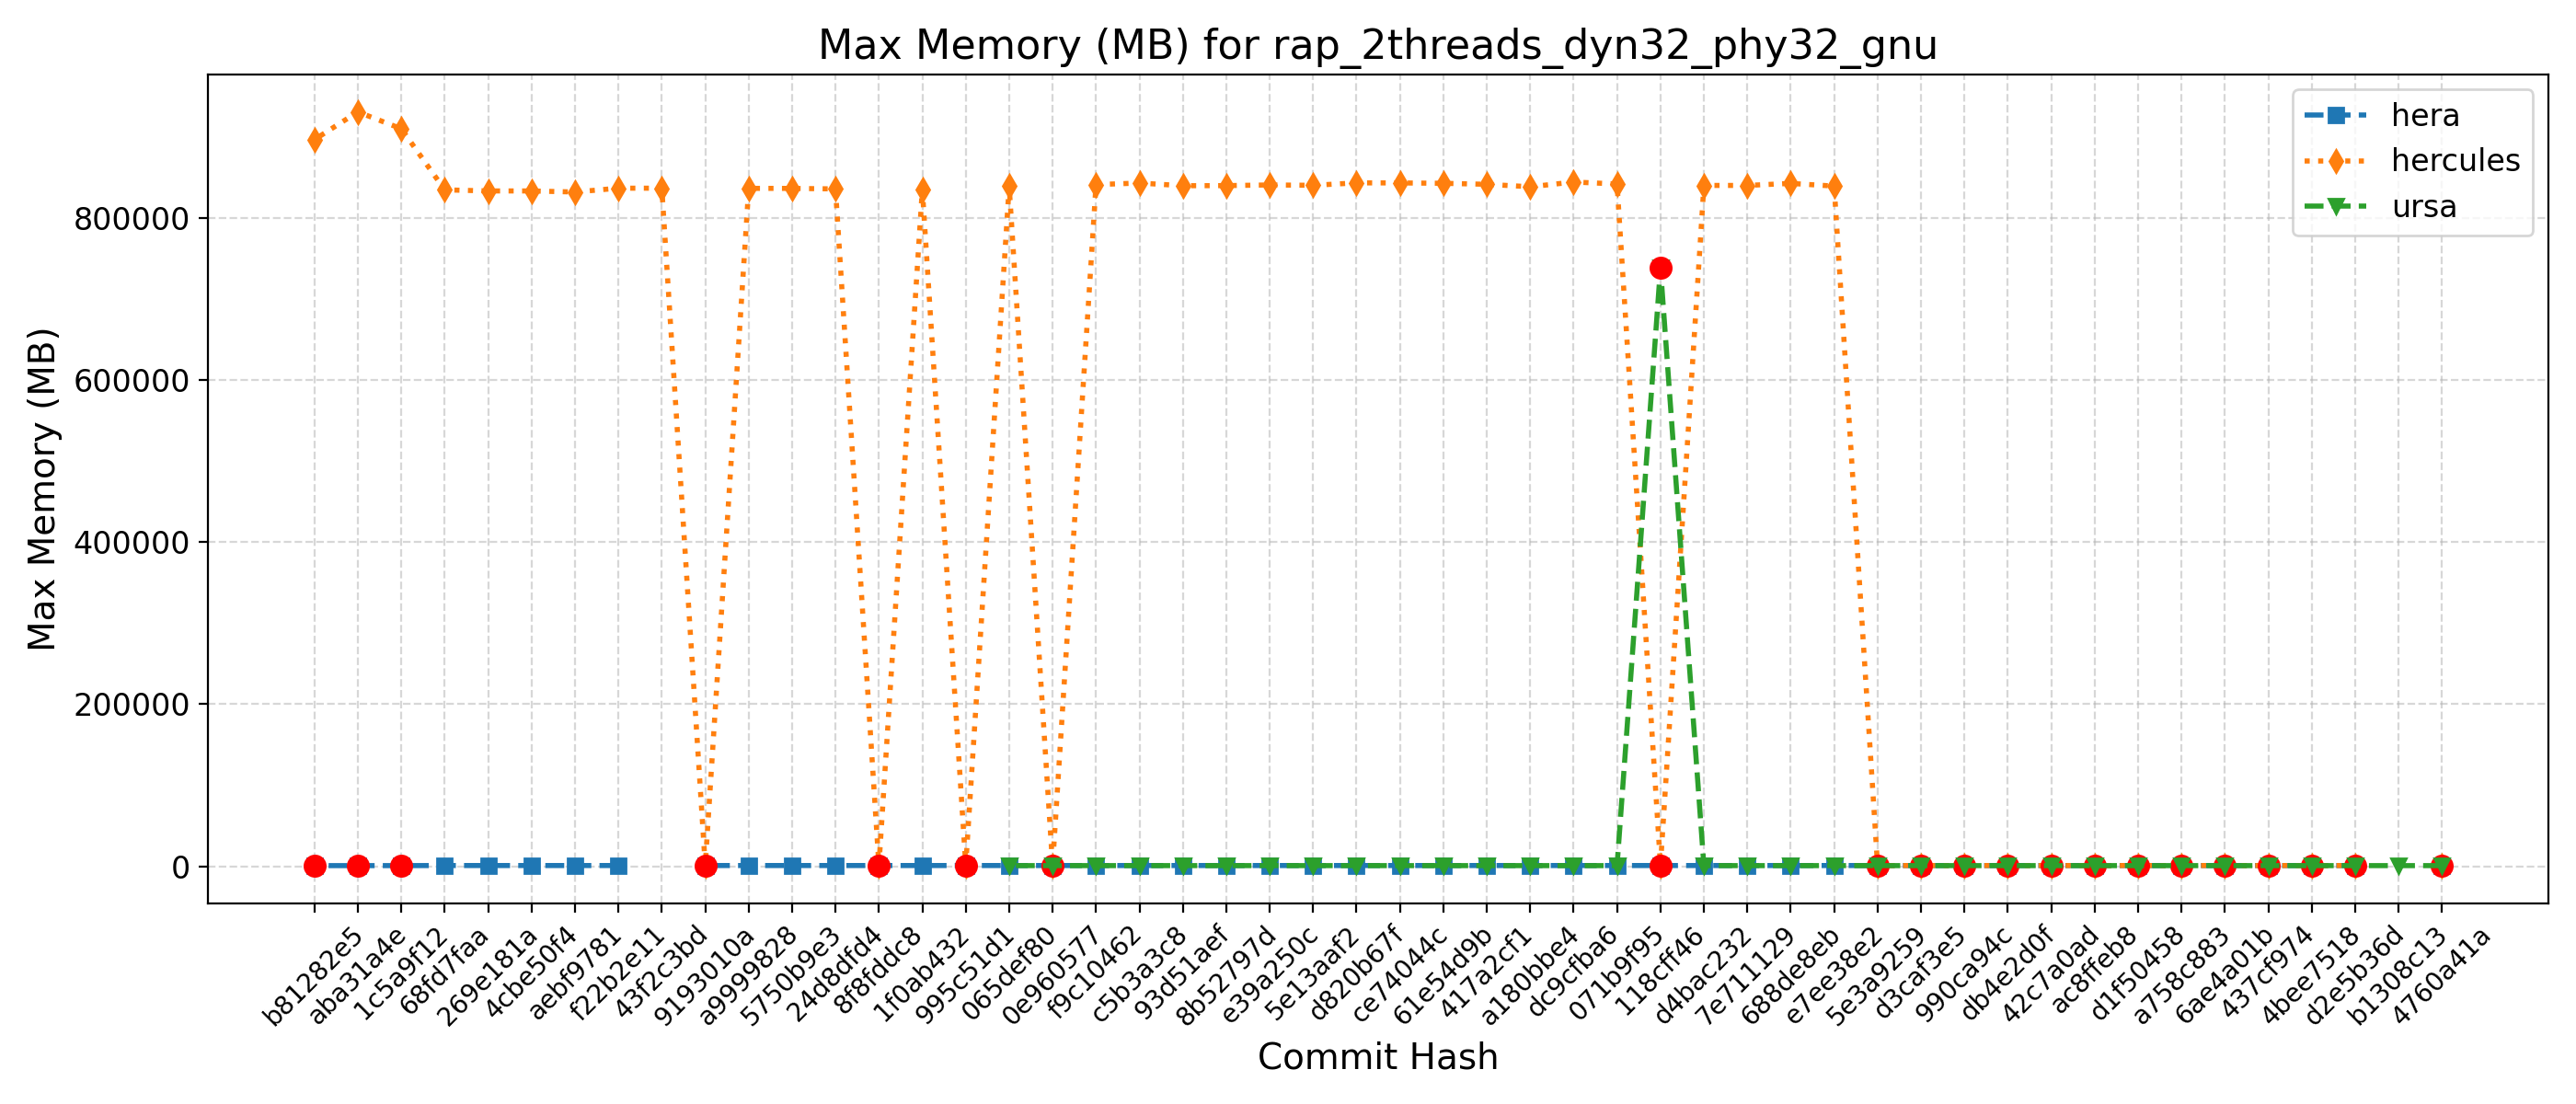 Max Memory (MB) for rap_2threads_dyn32_phy32_gnu
hera
hercules
ursa
Max Memory (MB)
800000
600000
400000
200000
0
b81282e5
aba31a4e
1c5a9f12
68fd7faa
269e181a
4cbe50f4
aebf9781
f22b2e11
43f2c3bd
9193010a
a9999828
5750b9e3
24d8dfd4
8f8fddc8
1f0ab432
995c51d1
065def80
0e960577
f9c10462
c5b3a3c8
93d51aef
8b52797d
e39a250c
5e13aaf2
d820b67f
ce74044c
61e54d9b
417a2cf1
a180bbe4
dc9cfba6
071b9f95
118cff46
d4bac232
7e711129
688de8eb
e7ee38e2
5e3a9259
d3caf3e5
990ca94c
db4e2d0f
42c7a0ad
ac8ffeb8
d1f50458
a758c883
6ae4a01b
437cf974
4bee7518
d2e5b36d
b1308c13
4760a41a
Commit Hash